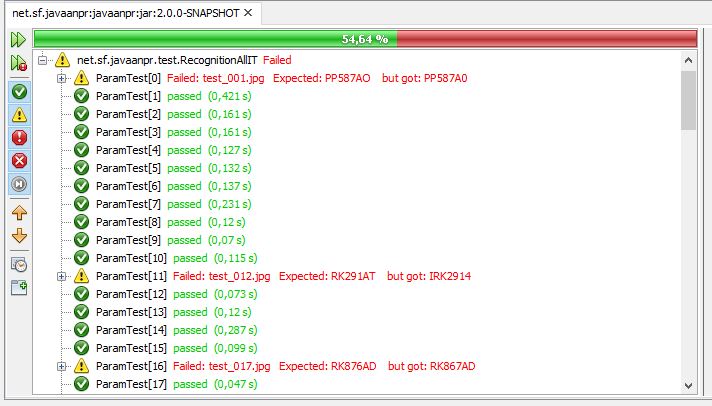 net.sf.javaanpr:javaanpr:jar:2.0.0-SNAPSHOT
54,64 %
net.sf.javaanpr.test.RecognitionAllIT Failed
ParamTest[0] Failed: test_001.jpg Expected: PP587AO but got: PP587A0
ParamTest[1] passed (0,421 s)
ParamTest[2] passed (0,161 s)
ParamTest[3] passed (0,161 s)
ParamTest[4] passed (0,127 s)
ParamTest[5] passed (0,132 s)
ParamTest[6] passed (0,137 s)
ParamTest[7] passed (0,231 s)
ParamTest[8] passed (0,12 s)
ParamTest[9] passed (0,07 s)
ParamTest[10] passed (0,115 s)
ParamTest[11] Failed: test_012.jpg Expected: RK291AT but got: IRK2914
ParamTest[12] passed (0,073 s)
ParamTest[13] passed (0,12 s)
ParamTest[14] passed (0,287 s)
ParamTest[15] passed (0,099 s)
ParamTest[16] Failed: test_017.jpg Expected: RK876AD but got: RK867AD
ParamTest[17] passed (0,047 s)